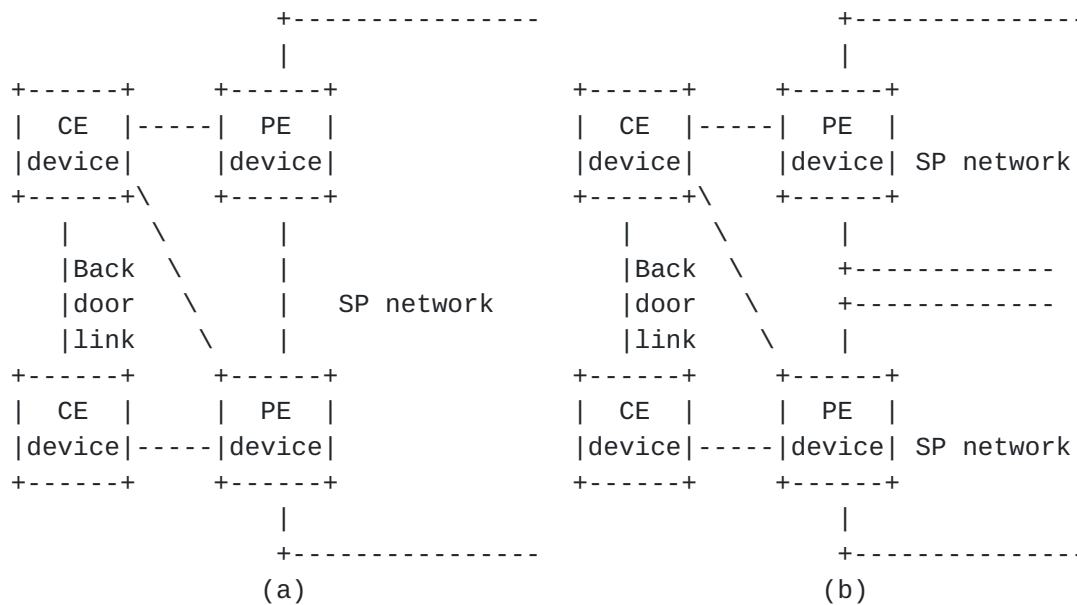 CE PE CE PE
device device device device SP network
Back Back
door SP network door
link link
CE PE CE PE
device device device device SP network
(a) (b)